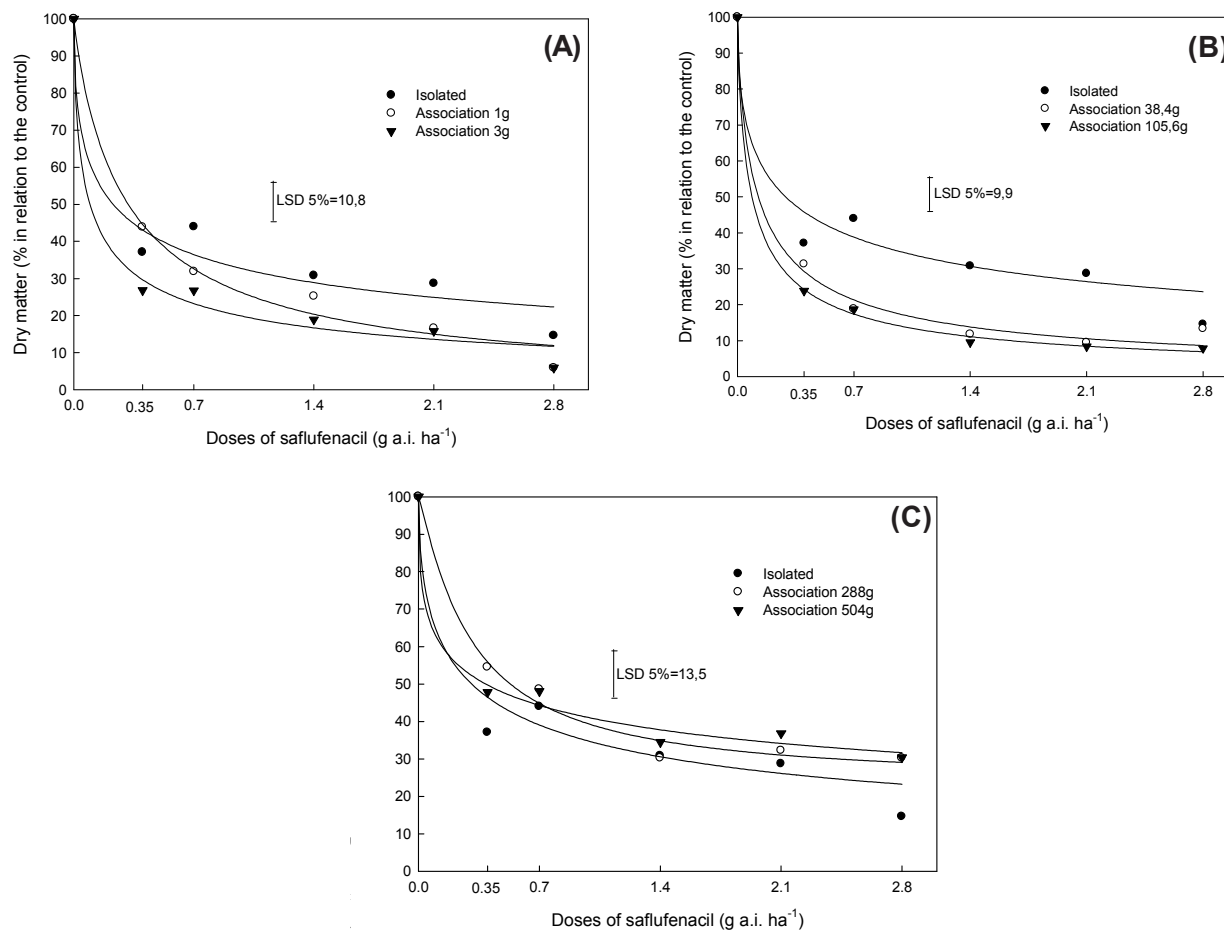 (A)
100
90
80
70
60
50
40
30
20
10
0
Dry matter (% in relation to the control)
Isolated
Association 1g
Association 3g
LSD 5%=10,8
0.0 0.35 0.7 1.4 2.1 2.8
Doses of saflufenacil (g a.i. ha⁻¹)
(B)
100
90
80
70
60
50
40
30
20
10
0
Dry matter (% in relation to the control)
Isolated
Association 38,4g
Association 105,6g
LSD 5%=9,9
0.0 0.35 0.7 1.4 2.1 2.8
Doses of saflufenacil (g a.i. ha⁻¹)
(C)
100
90
80
70
60
50
40
30
20
10
0
Isolated
Association 288g
Association 504g
LSD 5%=13,5
0.0 0.35 0.7 1.4 2.1 2.8
Doses of saflufenacil (g a.i. ha⁻¹)